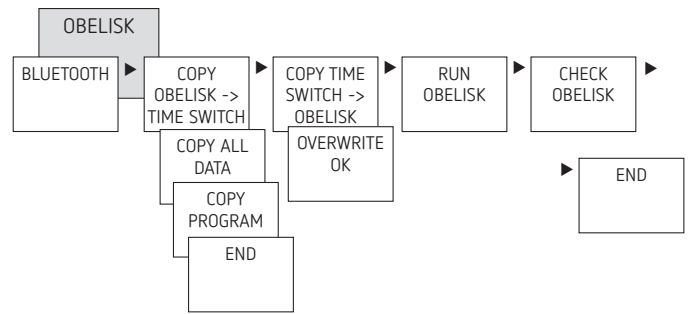 OBELISK
BLUETOOTH
COPY
OBELISK ->
TIME SWITCH
COPY ALL
DATA
COPY
PROGRAM
END
COPY TIME
SWITCH ->
OBELISK
OVERWRITE
OK
RUN
OBELISK
CHECK
OBELISK
END